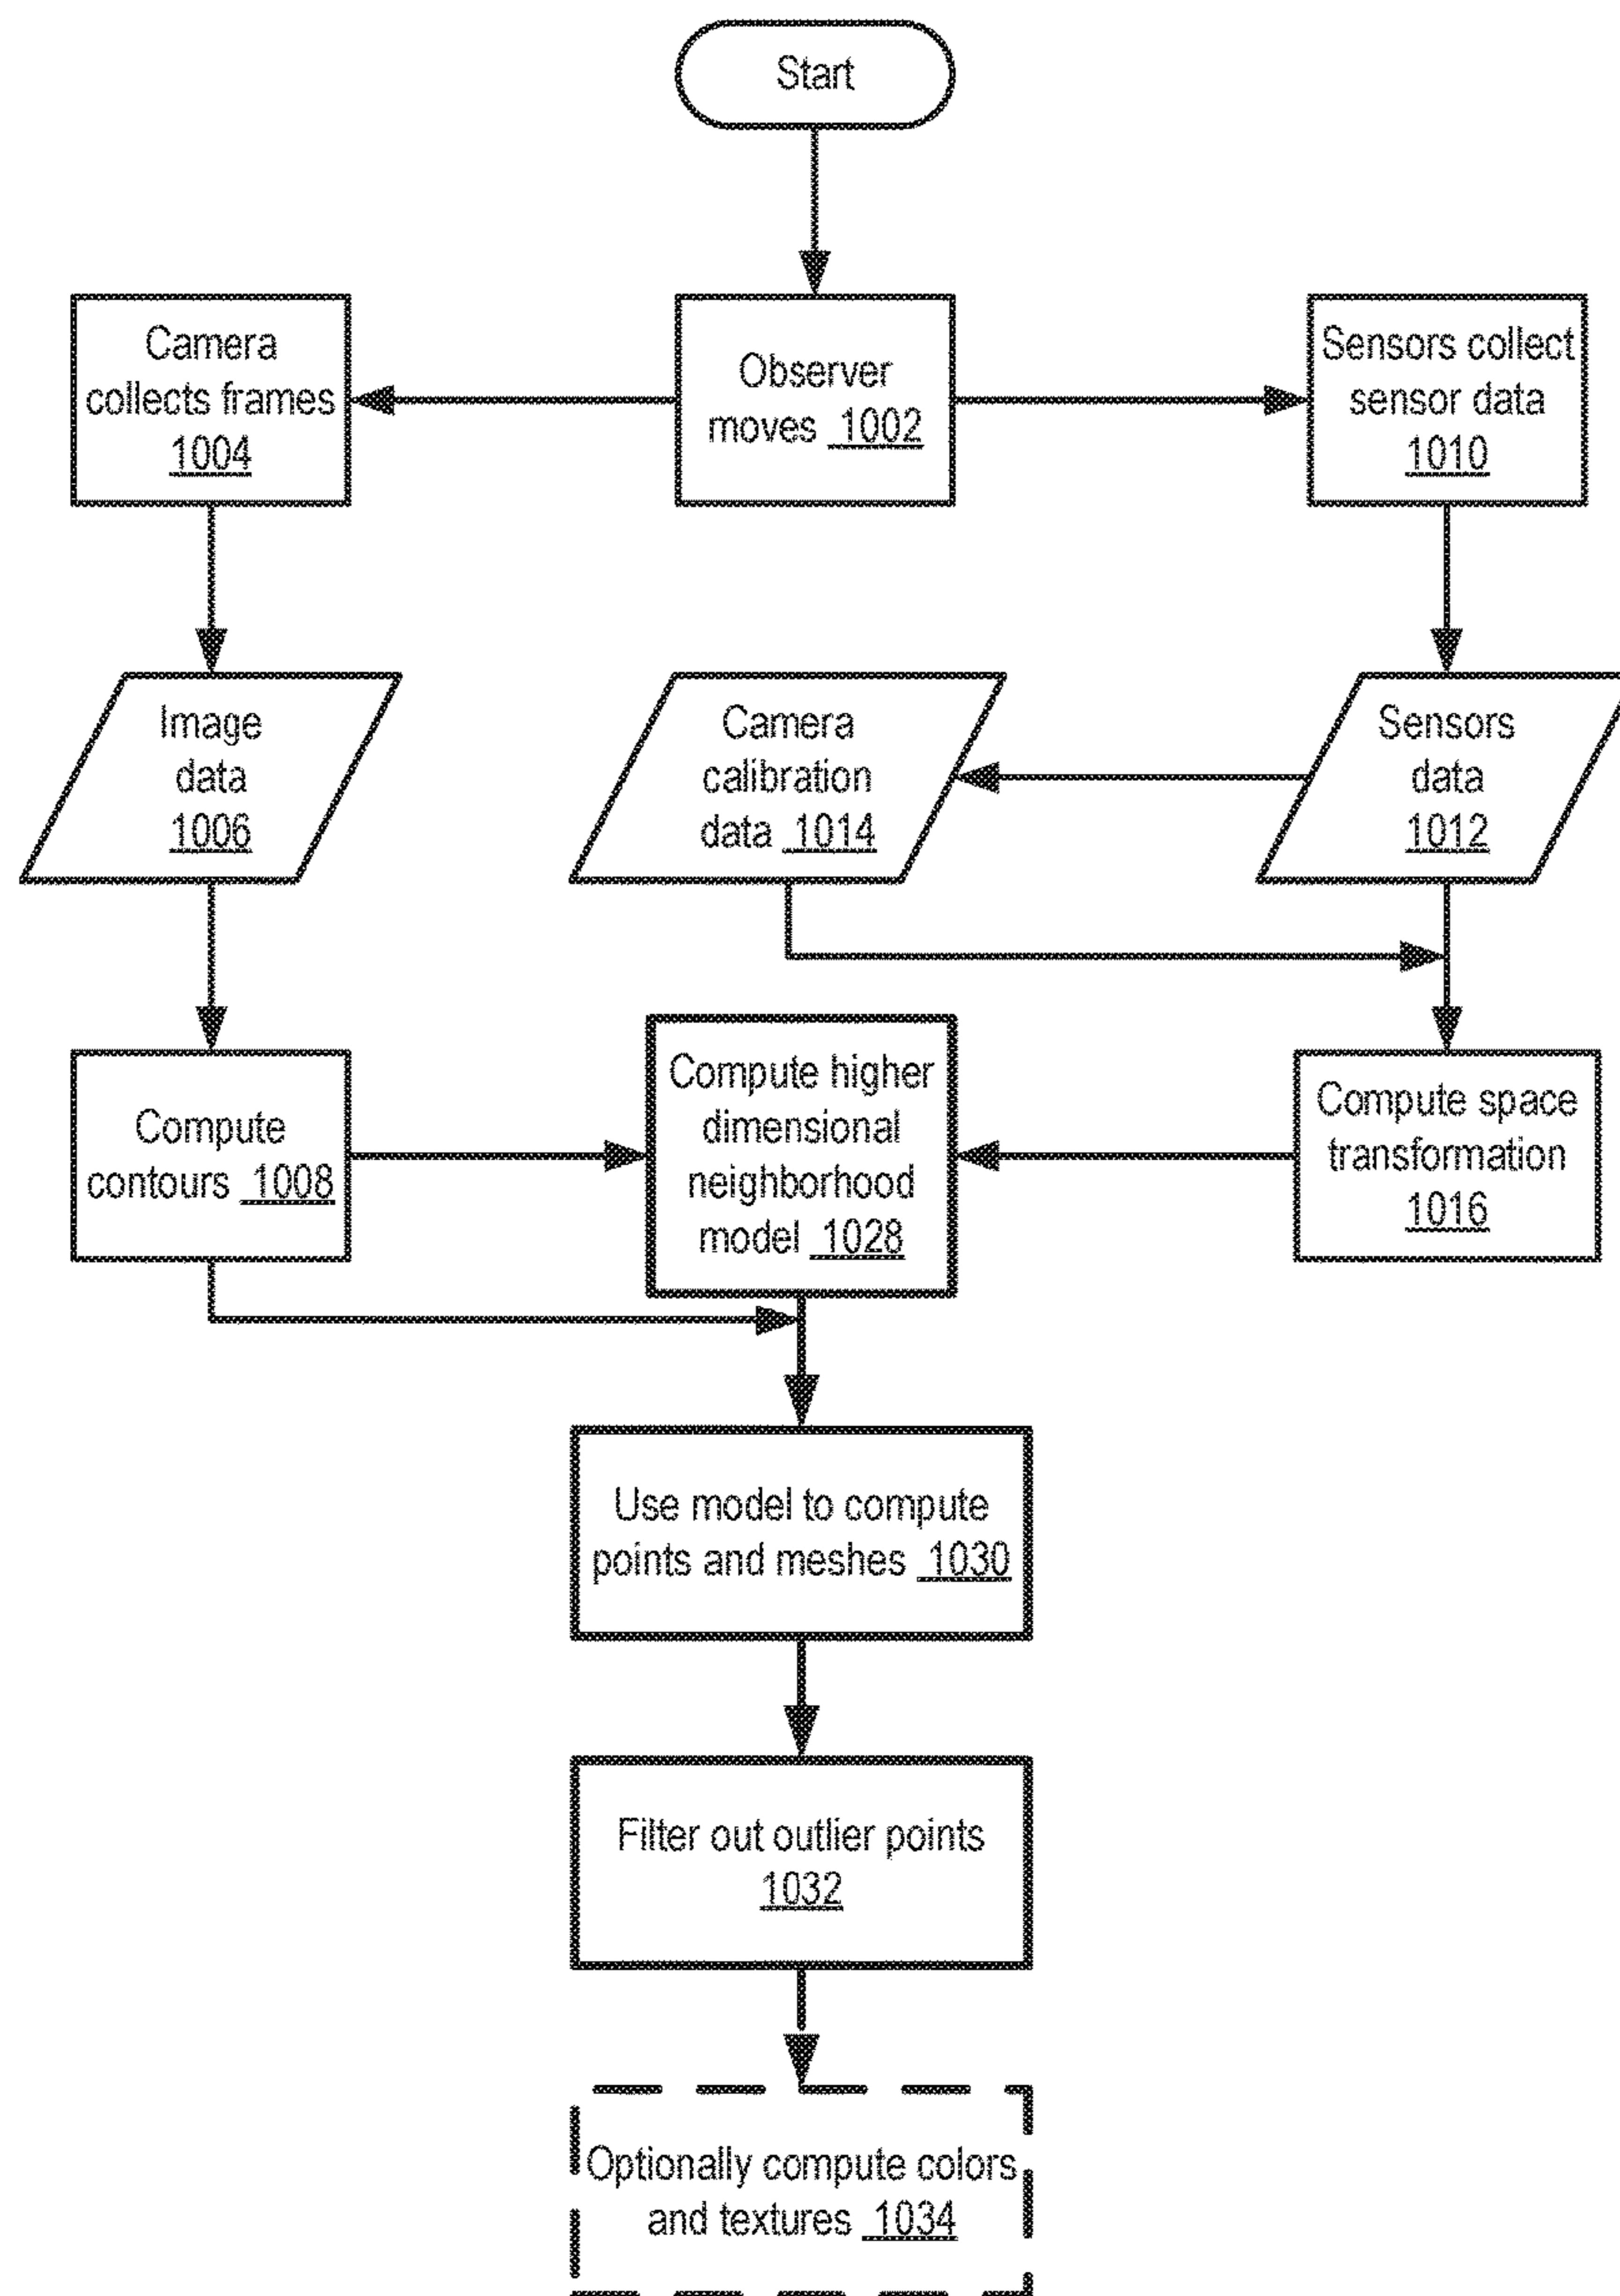 Start
Camera
collects frames
1004
Observer
moves 1002
Sensors collect
sensor data
1010
Image
data
1006
Camera
calibration
data 1014
Sensors
data
1012
Compute
contours 1008
Compute higher
dimensional
neighborhood
model 1028
Compute space
transformation
1016
Use model to compute
points and meshes 1030
Filter out outlier points
1032
Optionally compute colors
and textures 1034